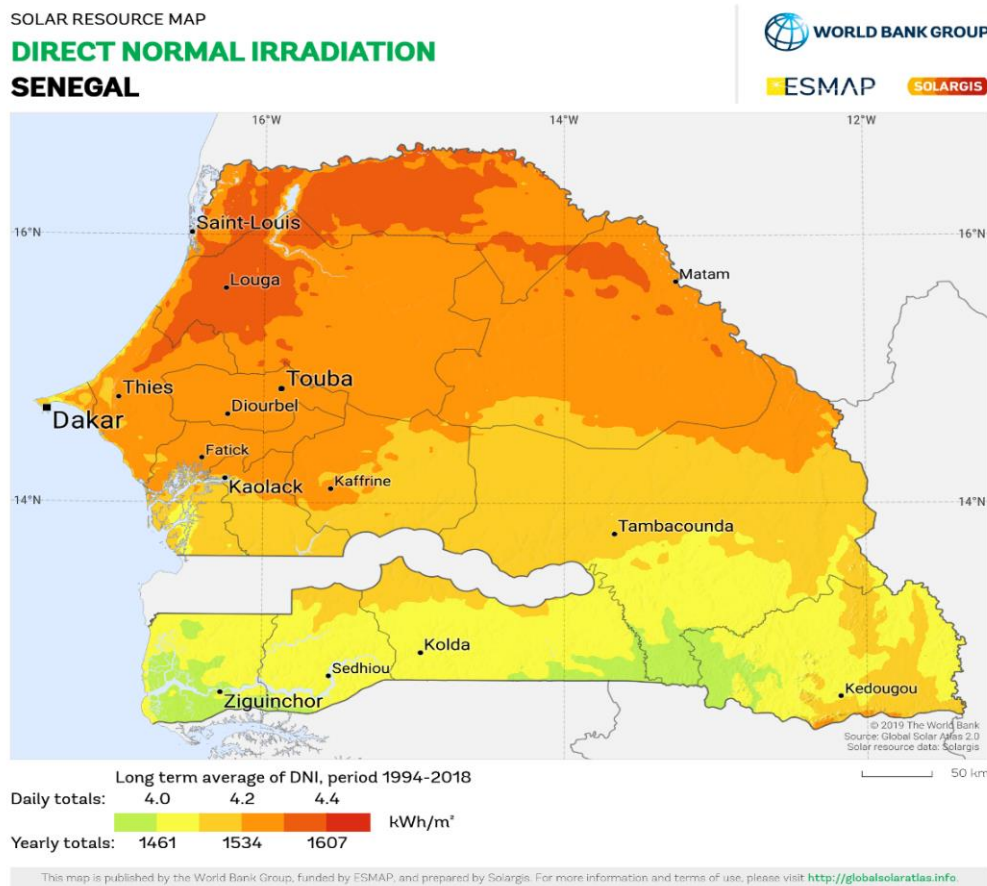 SOLAR RESOURCE MAP
DIRECT NORMAL IRRADIATION
SENEGAL
WORLD BANK GROUP
ESMAP
SOLARGIS
16°W
14°W
12°W
16°N
Saint-Louis
16°N
Louga
Matam
Touba
Thies
Diourbel
Dakar
Fatick
Kaolack
Kaffrine
14°N
14°N
Tambacounda
Kolda
Sedhiou
Ziguinchor
Kedougou
© 2019 The World Bank
Source: Global Solar Atlas 2.0
Solar resource data: Solargis
50 km
Long term average of DNI, period 1994-2018
Daily totals: 4.0 4.2 4.4
kWh/m²
Yearly totals: 1461 1534 1607
This map is published by the World Bank Group, funded by ESMAP, and prepared by Solargis. For more information and terms of use, please visit http://globalsolaratlas.info.